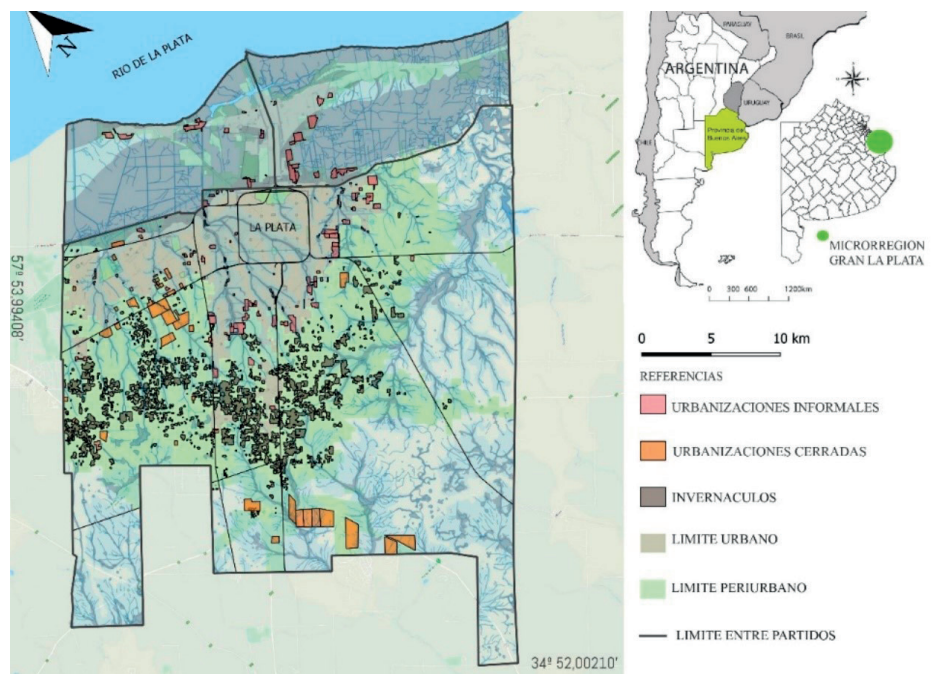 N
RIO DE LA PLATA
LA PLATA
57º 53,99408'
34º 52,00210'
PARAGUAY
BRASIL
ARGENTINA
URUGUAY
CHILE
Provincia de
Buenos Aires
MICRORREGION
GRAN LA PLATA
0 300 600 1200km
0 5 10 km
REFERENCIAS
URBANIZACIONES INFORMALES
URBANIZACIONES CERRADAS
INVERNACULOS
LIMITE URBANO
LIMITE PERIURBANO
LIMITE ENTRE PARTIDOS